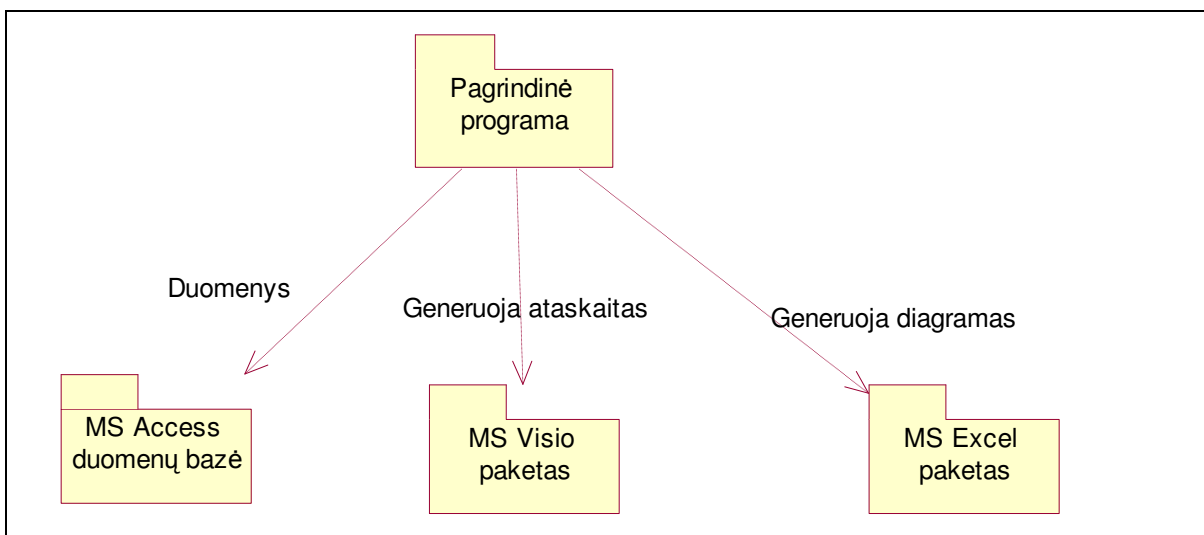 Pagrindinė
programa
Duomenys
Generuoja ataskaitas
Generuoja diagramas
MS Access
duomenų bazė
MS Visio
paketas
MS Excel
paketas